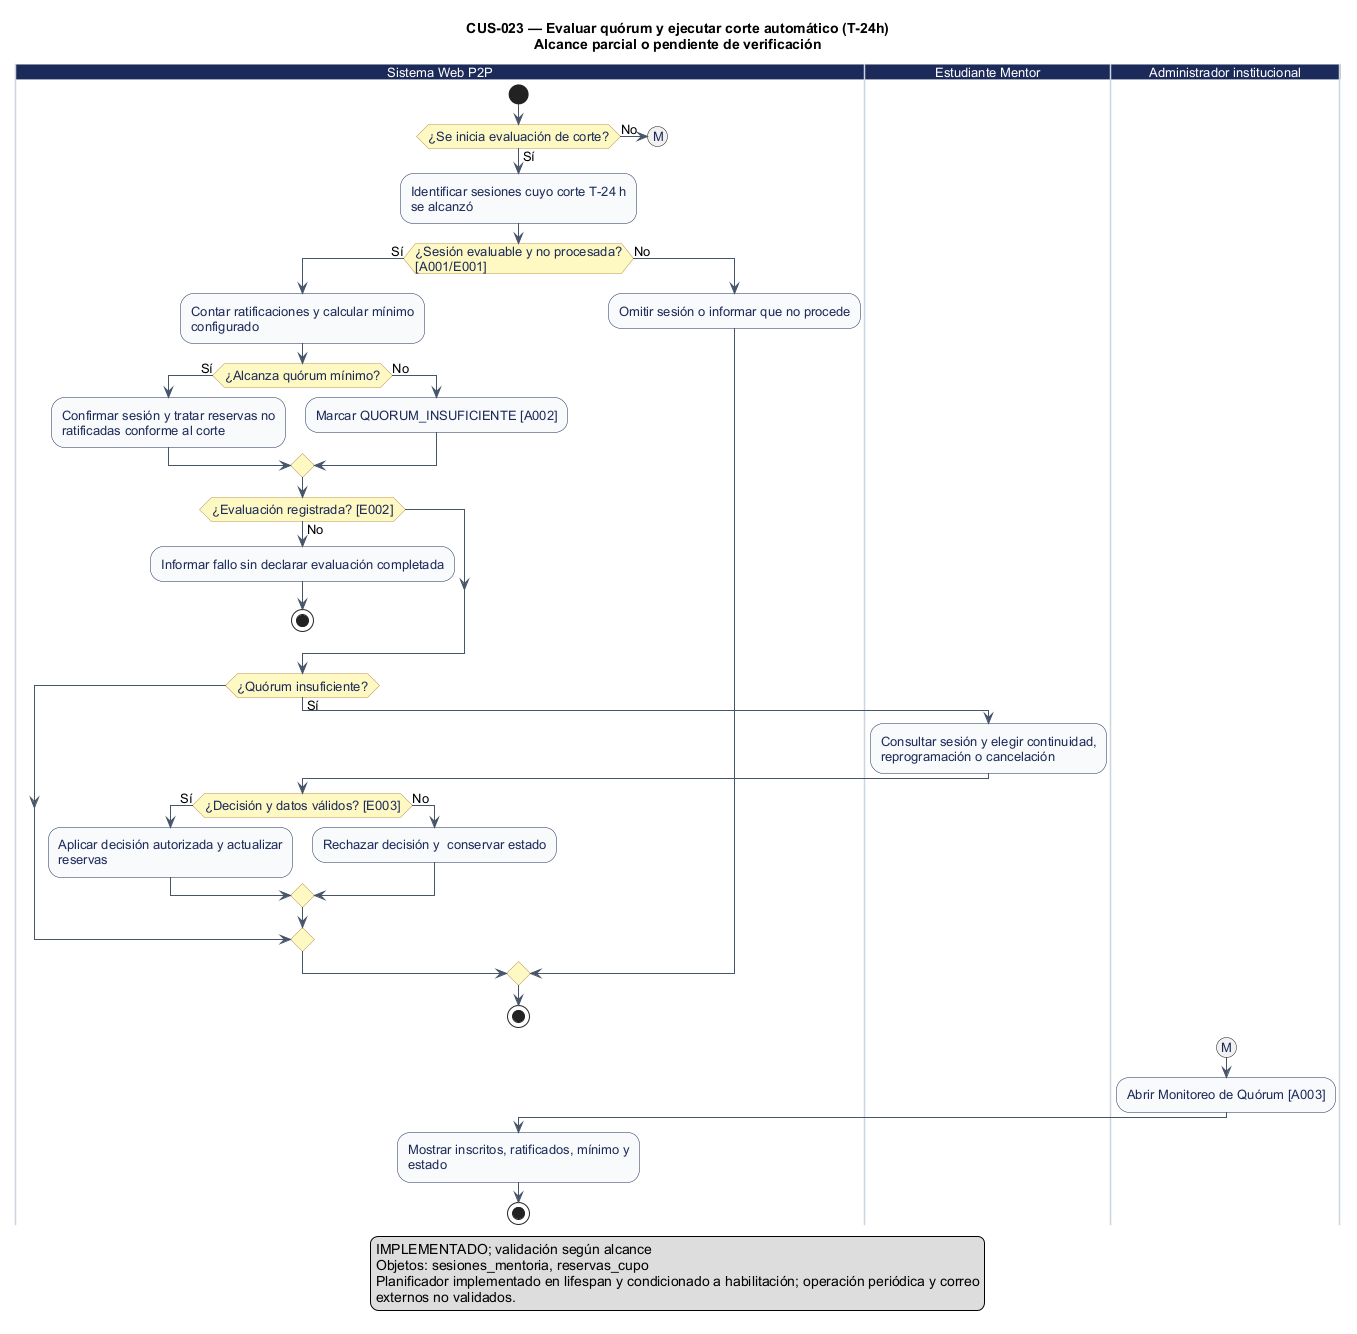 CUS-023 — Evaluar quórum y ejecutar corte automático (T-24h)
Alcance parcial o pendiente de verificación
Sistema Web P2P
Estudiante Mentor
Administrador institucional
¿Se inicia evaluación de corte?
No
M
Sí
Identificar sesiones cuyo corte T-24 h
se alcanzó
Sí
¿Sesión evaluable y no procesada?
[A001/E001]
No
Contar ratificaciones y calcular mínimo
configurado
Omitir sesión o informar que no procede
Sí
¿Alcanza quórum mínimo?
No
Confirmar sesión y tratar reservas no
ratificadas conforme al corte
Marcar QUORUM_INSUFICIENTE [A002]
¿Evaluación registrada? [E002]
No
Informar fallo sin declarar evaluación completada
¿Quórum insuficiente?
Sí
Consultar sesión y elegir continuidad,
reprogramación o cancelación
Sí
¿Decisión y datos válidos? [E003]
No
Aplicar decisión autorizada y actualizar
reservas
Rechazar decisión y  conservar estado
M
Abrir Monitoreo de Quórum [A003]
Mostrar inscritos, ratificados, mínimo y
estado
IMPLEMENTADO; validación según alcance
Objetos: sesiones_mentoria, reservas_cupo
Planificador implementado en lifespan y condicionado a habilitación; operación periódica y correo
externos no validados.